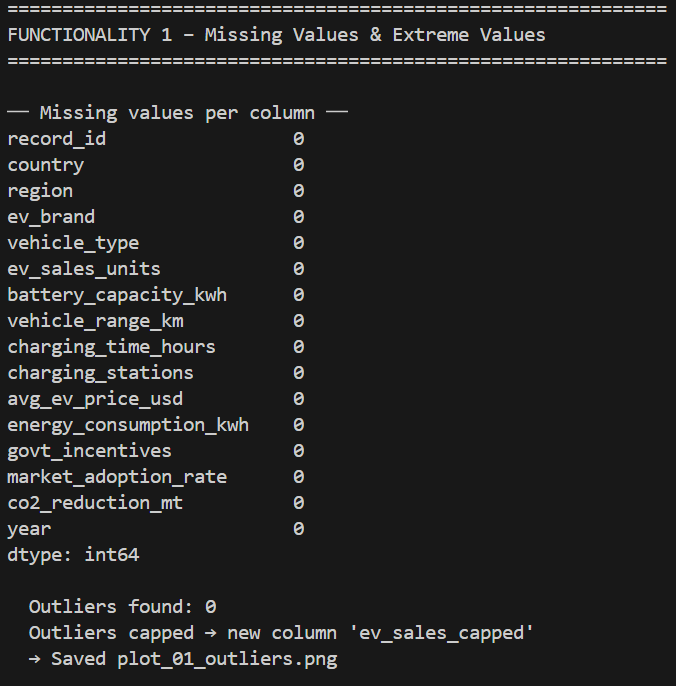 ============================================================
FUNCTIONALITY 1 – Missing Values & Extreme Values
============================================================
── Missing values per column ──
record_id                 0
country                   0
region                    0
ev_brand                  0
vehicle_type              0
ev_sales_units            0
battery_capacity_kwh      0
vehicle_range_km          0
charging_time_hours       0
charging_stations         0
avg_ev_price_usd          0
energy_consumption_kwh    0
govt_incentives           0
market_adoption_rate      0
co2_reduction_mt          0
year                      0
dtype: int64
Outliers found: 0
Outliers capped → new column 'ev_sales_capped'
→ Saved plot_01_outliers.png